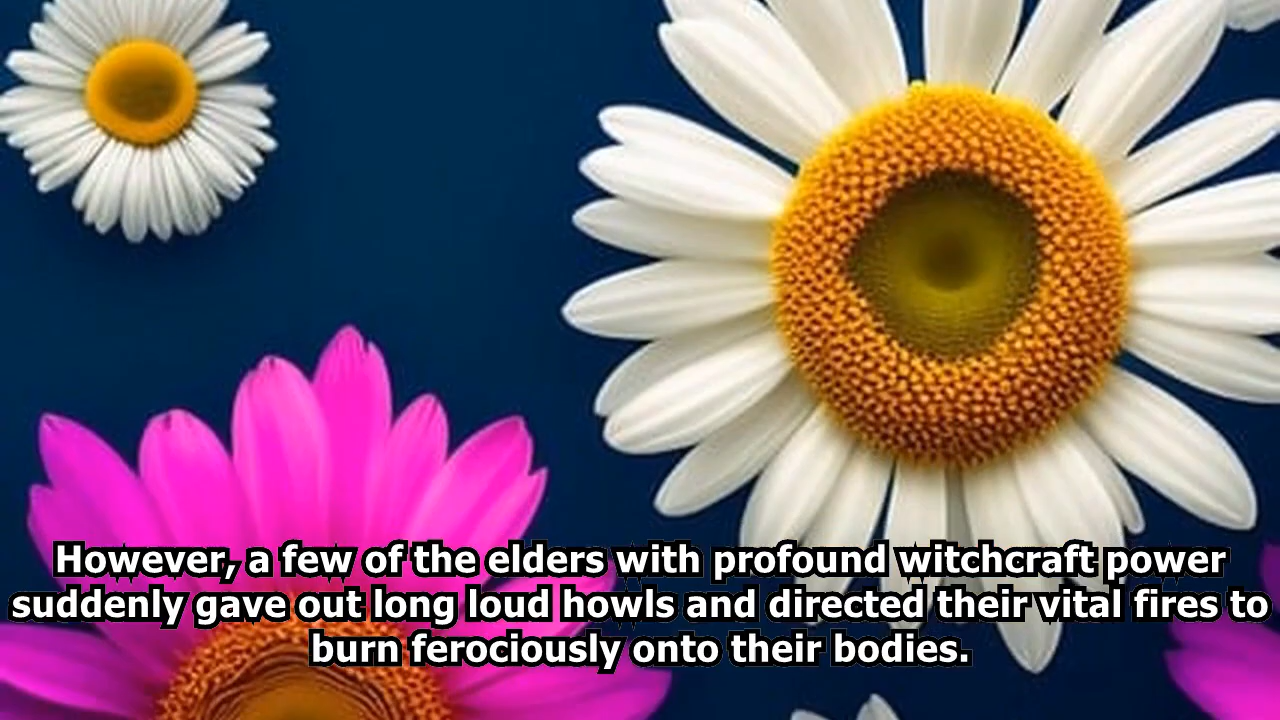 However, a few of the elders with profound witchcraft power
suddenly gave out long loud howls and directed their vital fires to
burn ferociously onto their bodies.